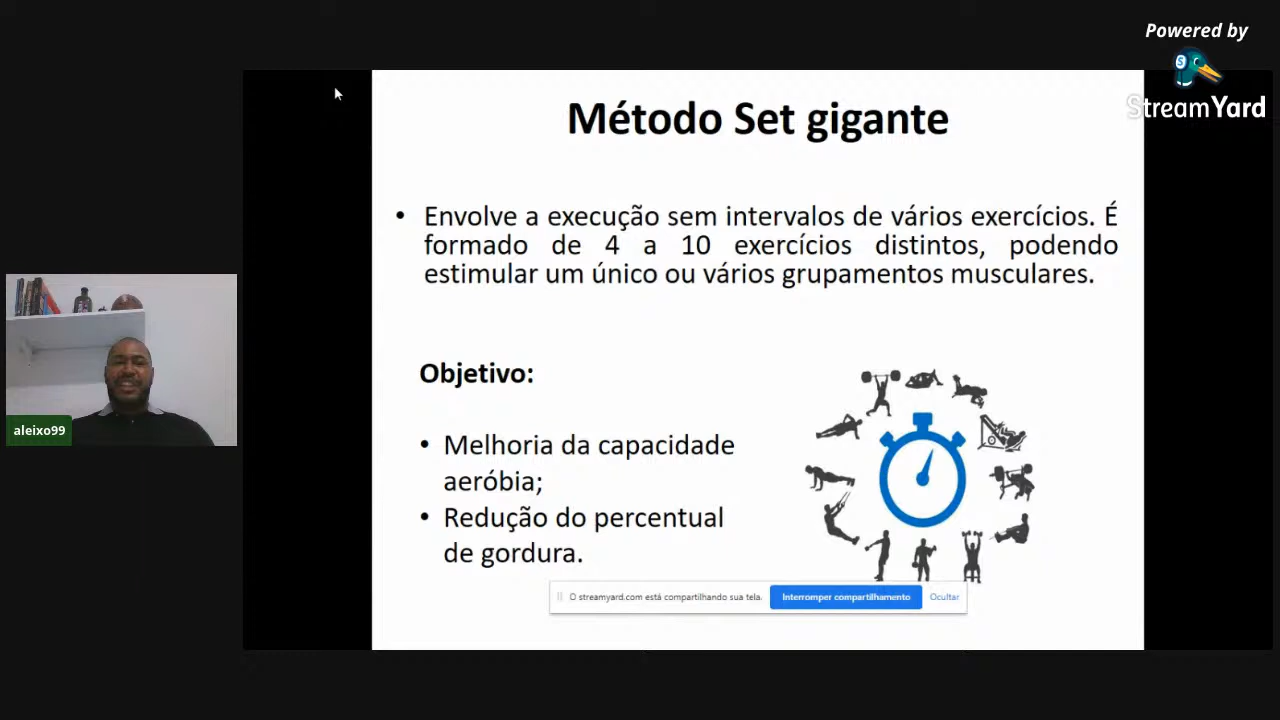 Powered by
StreamYard
Método Set gigante
• Envolve a execução sem intervalos de vários exercícios. É
formado de 4 a 10 exercícios distintos, podendo
estimular um único ou vários grupamentos musculares.
Objetivo:
• Melhoria da capacidade
aeróbia;
• Redução do percentual
de gordura.
aleixo99
O streamyard.com está compartilhando sua tela.
Interromper compartilhamento
Ocultar